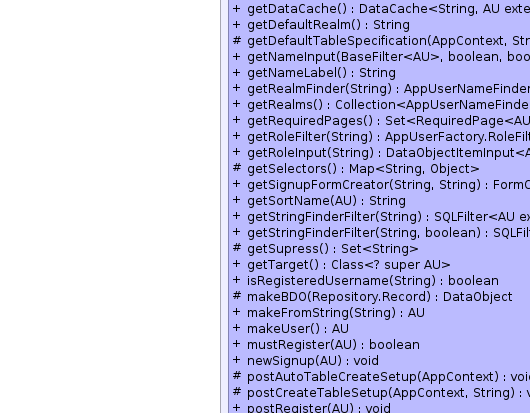 + getDataCache() : DataCache<String, AU exte
+ getDefaultRealm() : String
# getDefaultTableSpecification(AppContext, Str
+ getNameInput(BaseFilter<AU>, boolean, boo
+ getNameLabel() : String
+ getRealmFinder(String) : AppUserNameFinder
+ getRealms() : Collection<AppUserNameFinde
+ getRequiredPages() : Set<RequiredPage<AU
+ getRoleFilter(String) : AppUserFactory.RoleFilt
+ getRoleInput(String) : DataObjectItemInput<A
# getSelectors() : Map<String, Object>
+ getSignupFormCreator(String, String) : FormC
+ getSortName(AU) : String
+ getStringFinderFilter(String) : SQLFilter<AU ex
+ getStringFinderFilter(String, boolean) : SQLFil
# getSupress() : Set<String>
+ getTarget() : Class<? super AU>
+ isRegisteredUsername(String) : boolean
# makeBDO(Repository.Record) : DataObject
+ makeFromString(String) : AU
+ makeUser() : AU
+ mustRegister(AU) : boolean
+ newSignup(AU) : void
# postAutoTableCreateSetup(AppContext) : voi
# postCreateTableSetup(AppContext, String) : v
+ postRegister(AU) : void